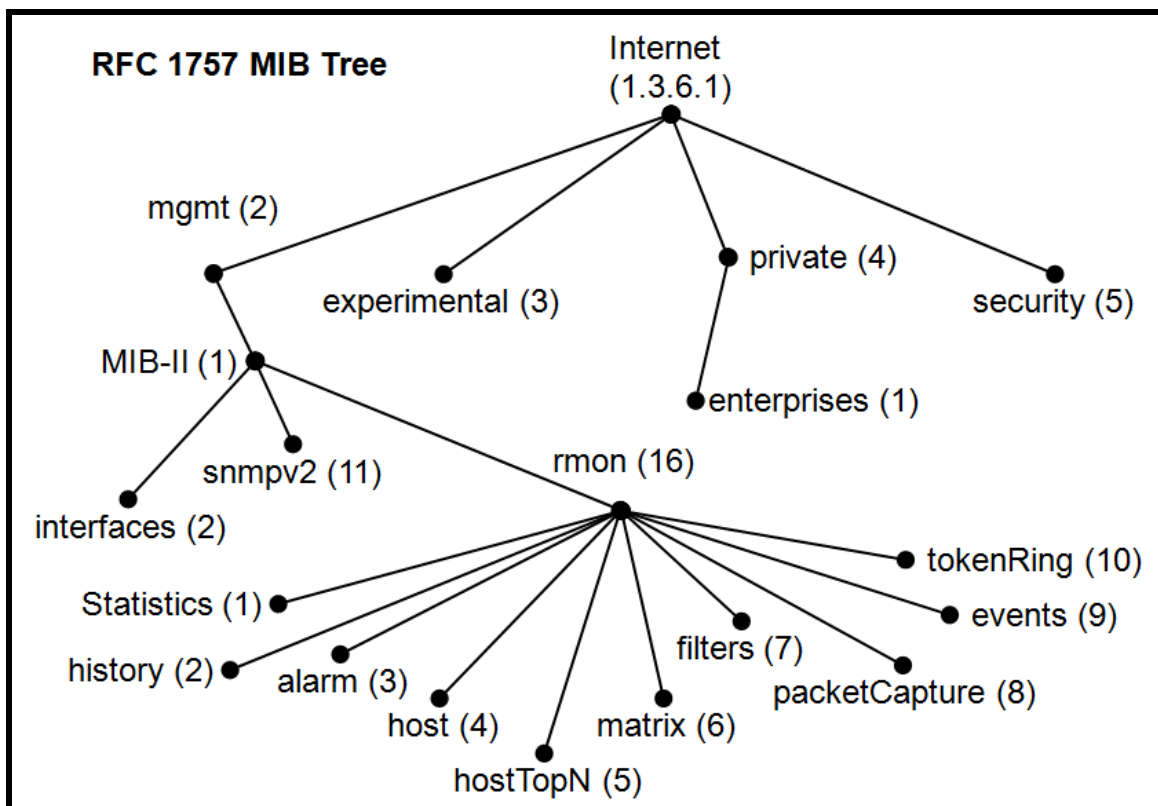 RFC 1757 MIB Tree
Internet
(1.3.6.1)
mgmt (2)
experimental (3)
private (4)
security (5)
MIB-II (1)
enterprises (1)
snmpv2 (11)
rmon (16)
interfaces (2)
Statistics (1)
history (2)
alarm (3)
host (4)
hostTopN (5)
matrix (6)
filters (7)
packetCapture (8)
events (9)
tokenRing (10)